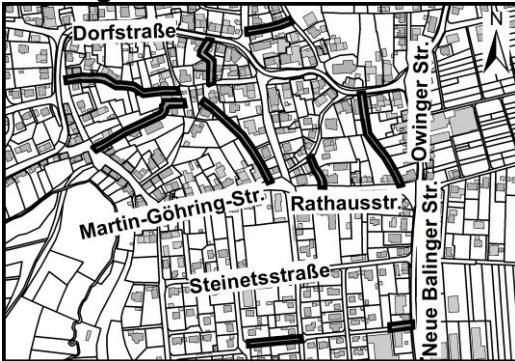 Dorfstraße
N
Owinger Str.
Martin-Göhring-Str.
Rathausstr.
Steinetsstraße
Neue Balinger Str.